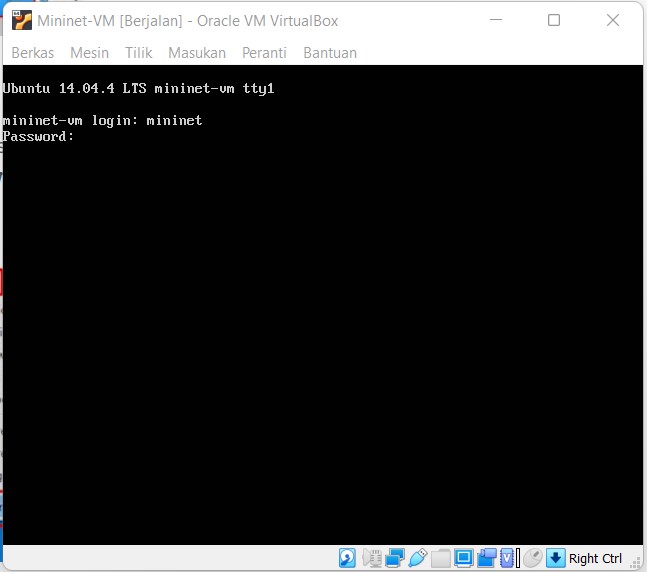 Mininet-VM [Berjalan] - Oracle VM VirtualBox
Berkas Mesin Tilik Masukan Peranti Bantuan
Ubuntu 14.04.4 LTS mininet-vm tty1
mininet-vm login: mininet
Password:
Right Ctrl